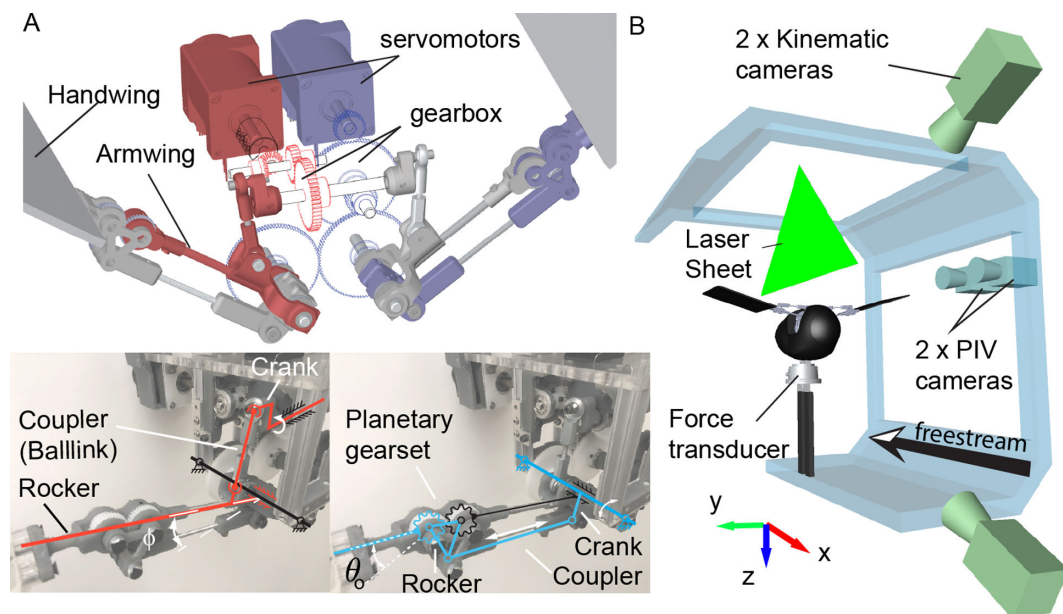 A
servomotors
Handwing
gearbox
Armwing
Crank
Coupler
(Balllink)
Rocker
ϕ
Planetary
gearset
θ
Rocker
Crank
Coupler
B
2 x Kinematic
cameras
Laser
Sheet
2 x PIV
cameras
Force
transducer
freestream
y
z
x